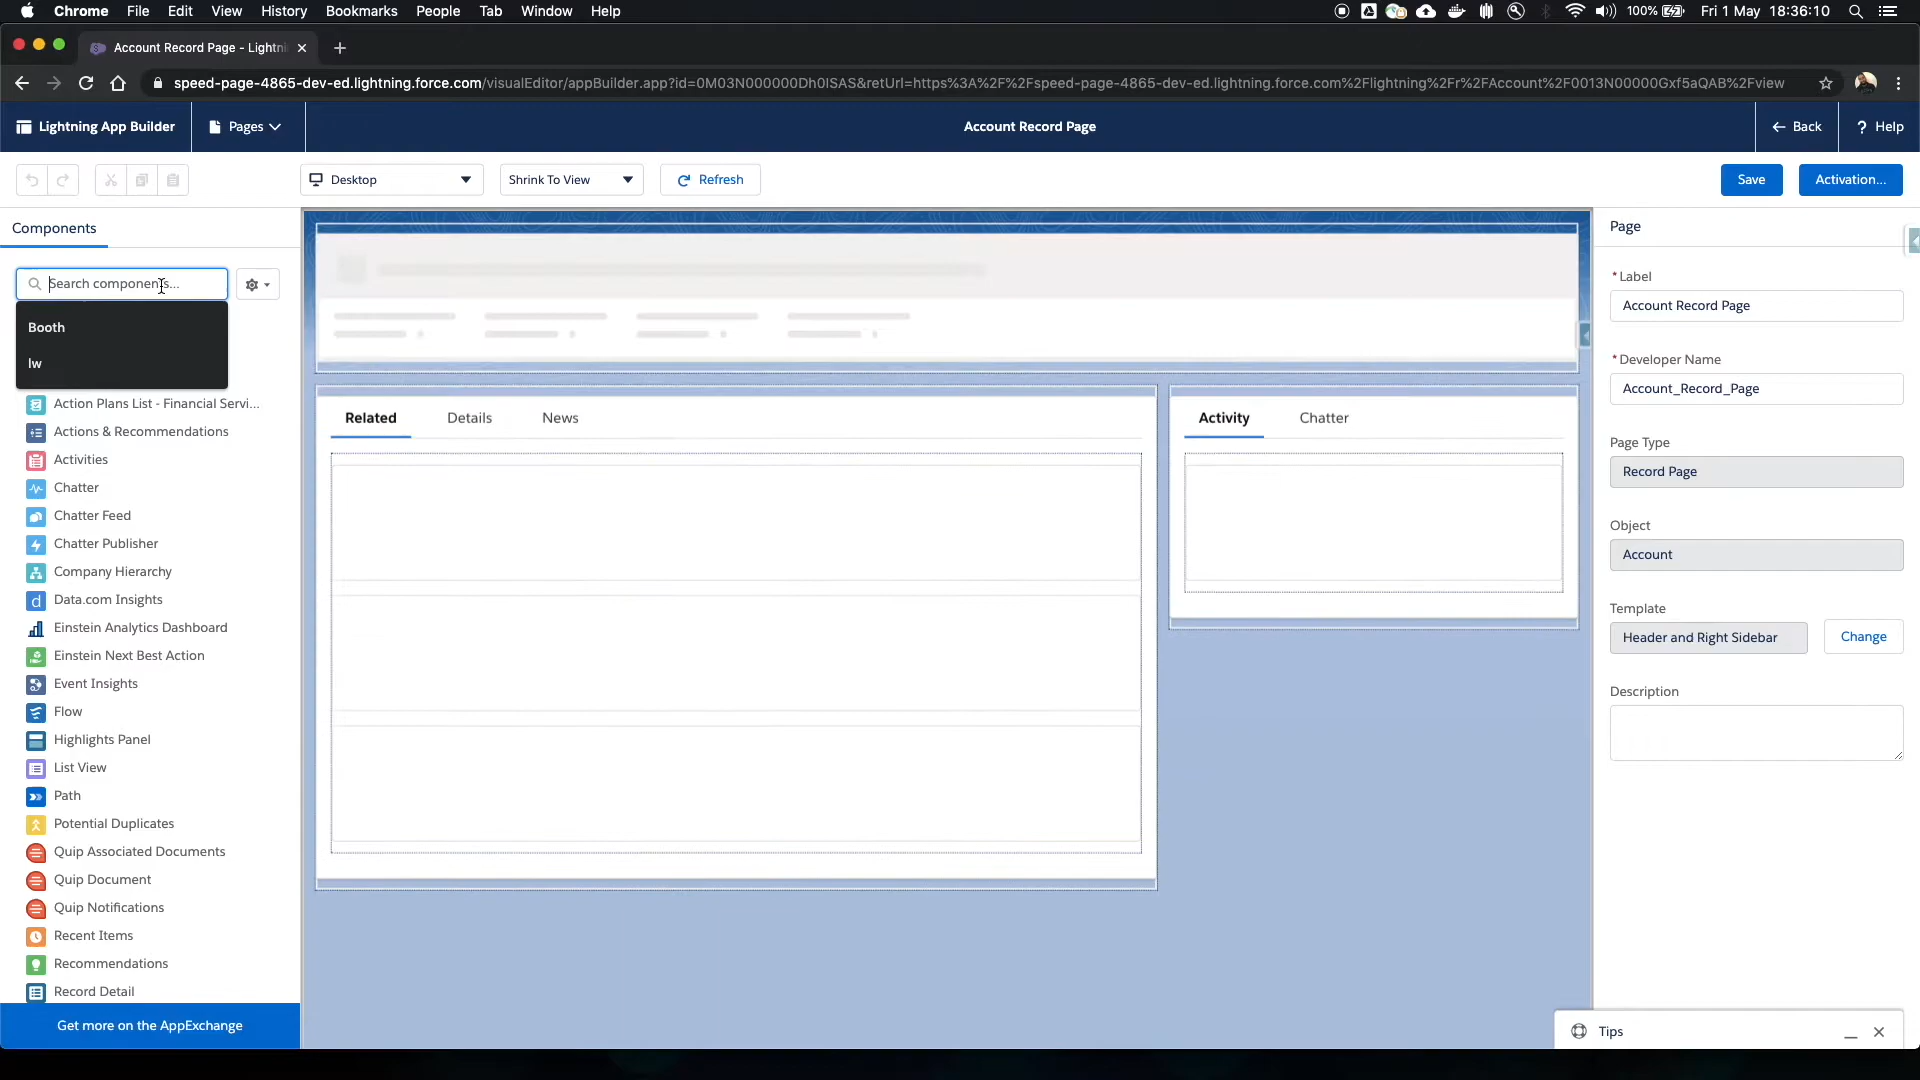 Chrome File Edit View History Bookmarks People Tab Window Help 100% Fri 1 May 18:36:10
Account Record Page - Lightni
speed-page-4865-dev-ed.lightning.force.com/visualEditor/appBuilder.app?id=0M03N000000Dh0ISAS&retUrl=https%3A%2F%2Fspeed-page-4865-dev-ed.lightning.force.com%2Flightning%2Fr%2FAccount%2F0013N00000Gxf5aQAB%2Fview
Lightning App Builder Pages Account Record Page Back ? Help
Desktop Shrink To View Refresh Save Activation...
Components
Search components...
Booth
lw
Action Plans List - Financial Servi...
Actions & Recommendations
Activities
Chatter
Chatter Feed
Chatter Publisher
Company Hierarchy
Data.com Insights
Einstein Analytics Dashboard
Einstein Next Best Action
Event Insights
Flow
Highlights Panel
List View
Path
Potential Duplicates
Quip Associated Documents
Quip Document
Quip Notifications
Recent Items
Recommendations
Record Detail
Get more on the AppExchange
Related Details News
Activity Chatter
Page
*Label
Account Record Page
*Developer Name
Account_Record_Page
Page Type
Record Page
Object
Account
Template
Header and Right Sidebar Change
Description
Tips